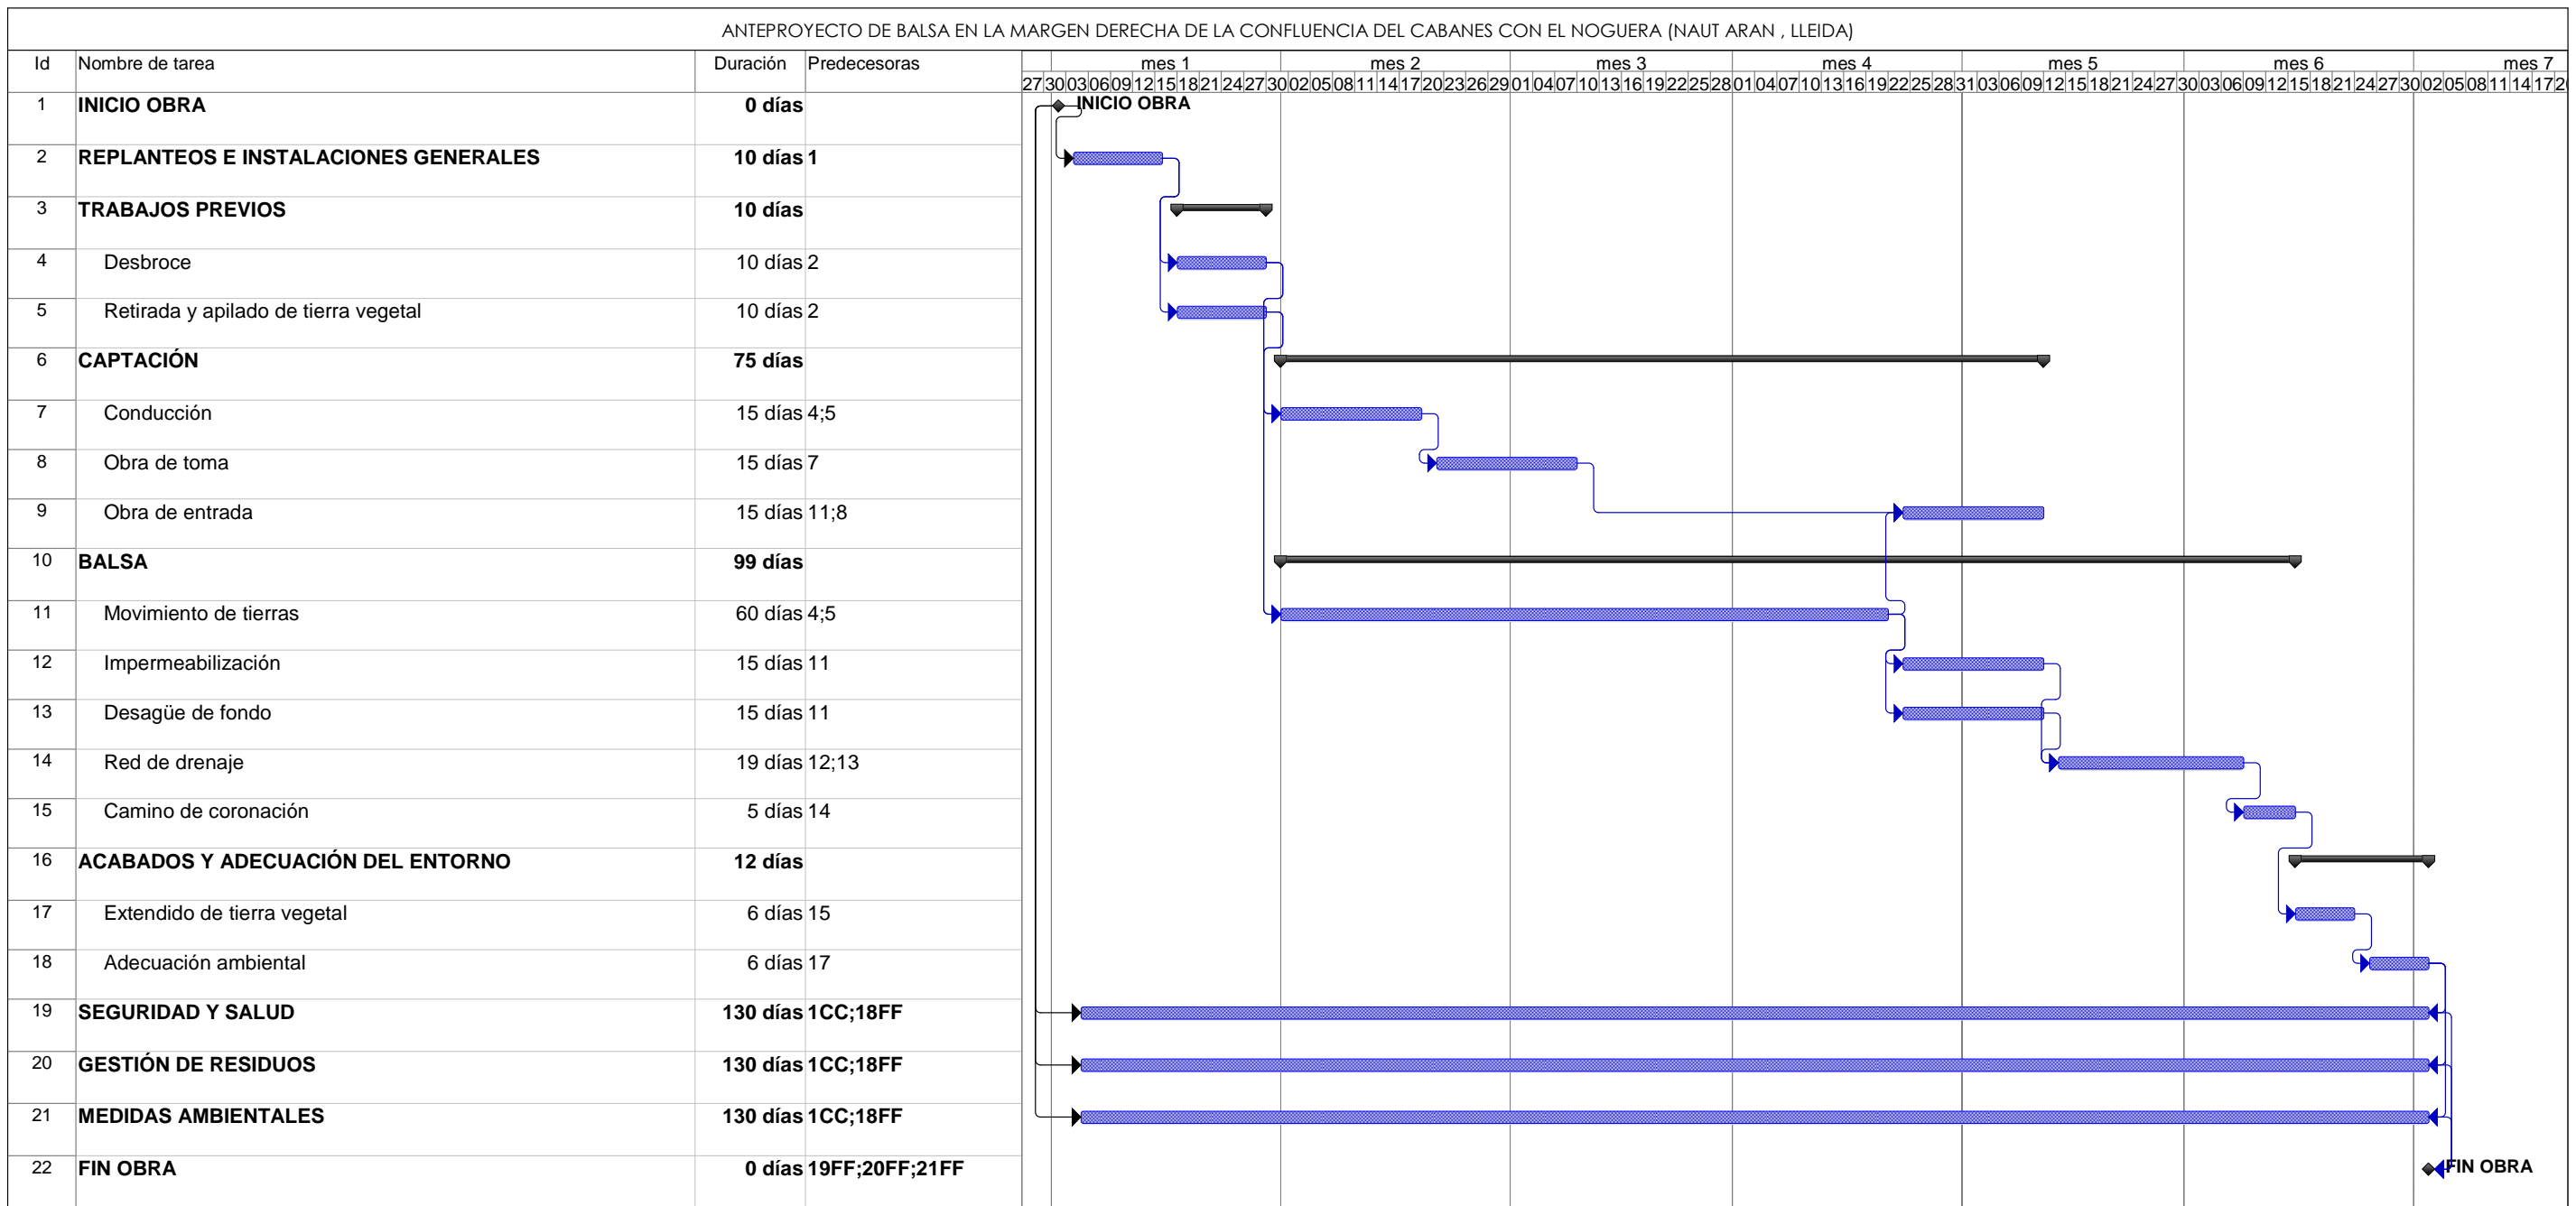 ANTEPROYECTO DE BALSA EN LA MARGEN DERECHA DE LA CONFLUENCIA DEL CABANES CON EL NOGUERA (NAUT ARAN , LLEIDA)
Id Nombre de tarea Duración Predecesoras mes 1 mes 2 mes 3 mes 4 mes 5 mes 6 mes 7
27 30 03 06 09 12 15 18 21 24 27 30 02 05 08 11 14 17 20 23 26 29 01 04 07 10 13 16 19 22 25 28 01 04 07 10 13 16 19 22 25 28 31 03 06 09 12 15 18 21 24 27 30 03 06 09 12 15 18 21 24 27 30 02 05 08 11 14 17
1 INICIO OBRA 0 días INICIO OBRA
2 REPLANTEOS E INSTALACIONES GENERALES 10 días 1
3 TRABAJOS PREVIOS 10 días
4 Desbroce 10 días 2
5 Retirada y apilado de tierra vegetal 10 días 2
6 CAPTACIÓN 75 días
7 Conducción 15 días 4;5
8 Obra de toma 15 días 7
9 Obra de entrada 15 días 11;8
10 BALSA 99 días
11 Movimiento de tierras 60 días 4;5
12 Impermeabilización 15 días 11
13 Desagüe de fondo 15 días 11
14 Red de drenaje 19 días 12;13
15 Camino de coronación 5 días 14
16 ACABADOS Y ADECUACIÓN DEL ENTORNO 12 días
17 Extendido de tierra vegetal 6 días 15
18 Adecuación ambiental 6 días 17
19 SEGURIDAD Y SALUD 130 días 1CC;18FF
20 GESTIÓN DE RESIDUOS 130 días 1CC;18FF
21 MEDIDAS AMBIENTALES 130 días 1CC;18FF
22 FIN OBRA 0 días 19FF;20FF;21FF FIN OBRA